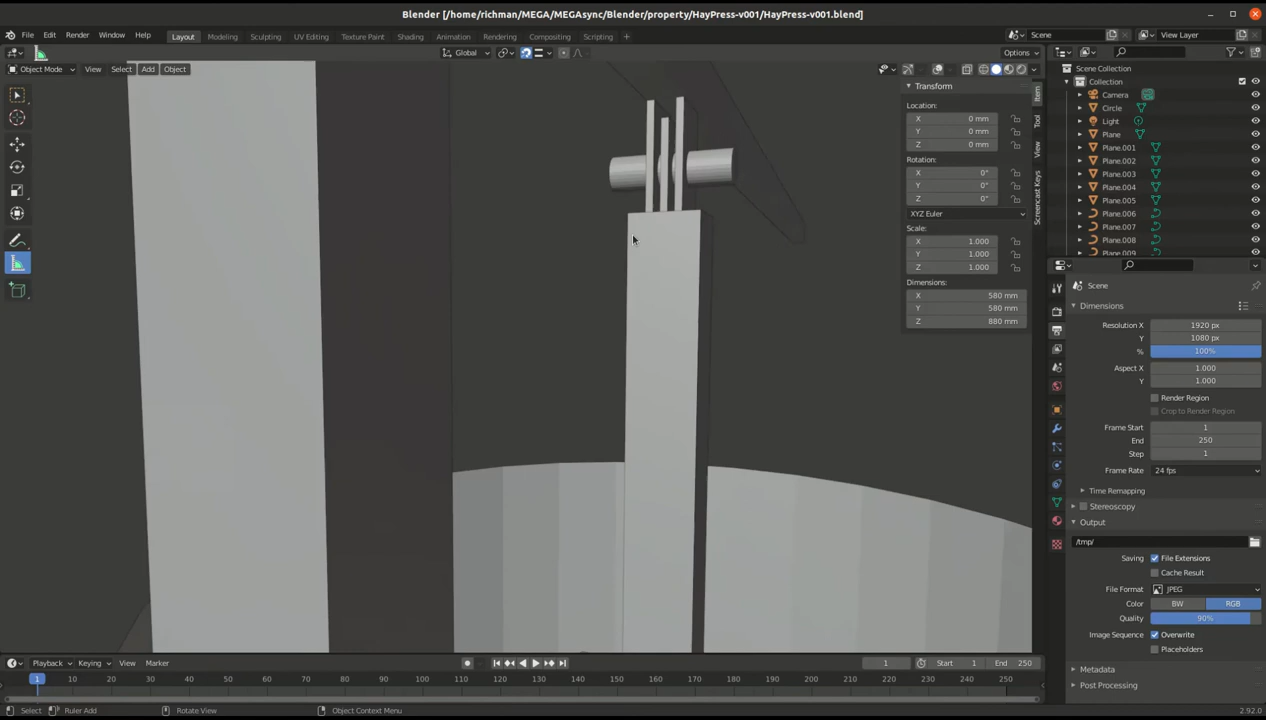 Blender [/home/richman/MEGA/MEGAsync/Blender/property/HayPress-v001/HayPress-v001.blend]
File Edit Render Window Help Layout Modeling Sculpting UV Editing Texture Paint Shading Animation Rendering Compositing Scripting + Scene View Layer
Global Options
Object Mode View Select Add Object Scene Collection
Collection
Camera
Circle
Light
Plane
Plane.001
Plane.002
Plane.003
Plane.004
Plane.005
Plane.006
Plane.007
Plane.008
Plane.009
Transform
Location:
X 0 mm
Y 0 mm
Z 0 mm
Rotation:
X 0°
Y 0°
Z 0°
XYZ Euler
Scale:
X 1.000
Y 1.000
Z 1.000
Dimensions:
X 580 mm
Y 580 mm
Z 880 mm
Item
Tool
View
Screencast Keys
Scene
Dimensions
Resolution X 1920 px
Y 1080 px
% 100%
Aspect X 1.000
Y 1.000
Render Region
Crop to Render Region
Frame Start 1
End 250
Step 1
Frame Rate 24 fps
Time Remapping
Stereoscopy
Output
/tmp/
Saving File Extensions
Cache Result
File Format JPEG
Color BW RGB
Quality 90%
Image Sequence Overwrite
Placeholders
Metadata
Post Processing
Playback Keying View Marker 1 Start 1 End 250
1 10 20 30 40 50 60 70 80 90 100 110 120 130 140 150 160 170 180 190 200 210 220 230 240 250
Select Ruler Add Rotate View Object Context Menu 2.92.0